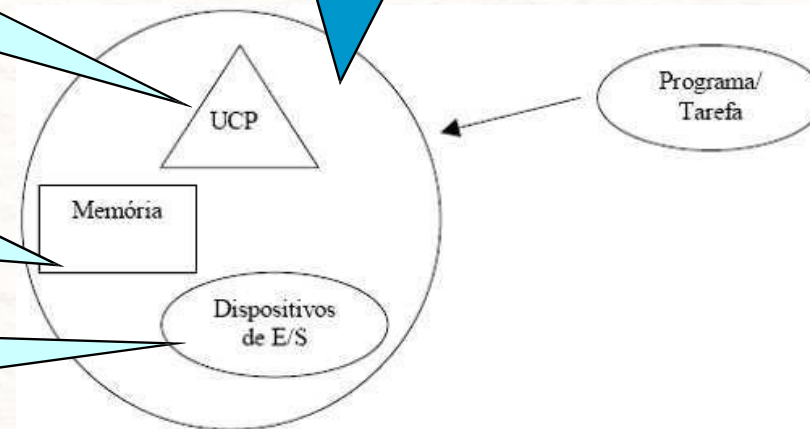 UCP
Programa/
Tarefa
Memória
Dispositivos
de E/S